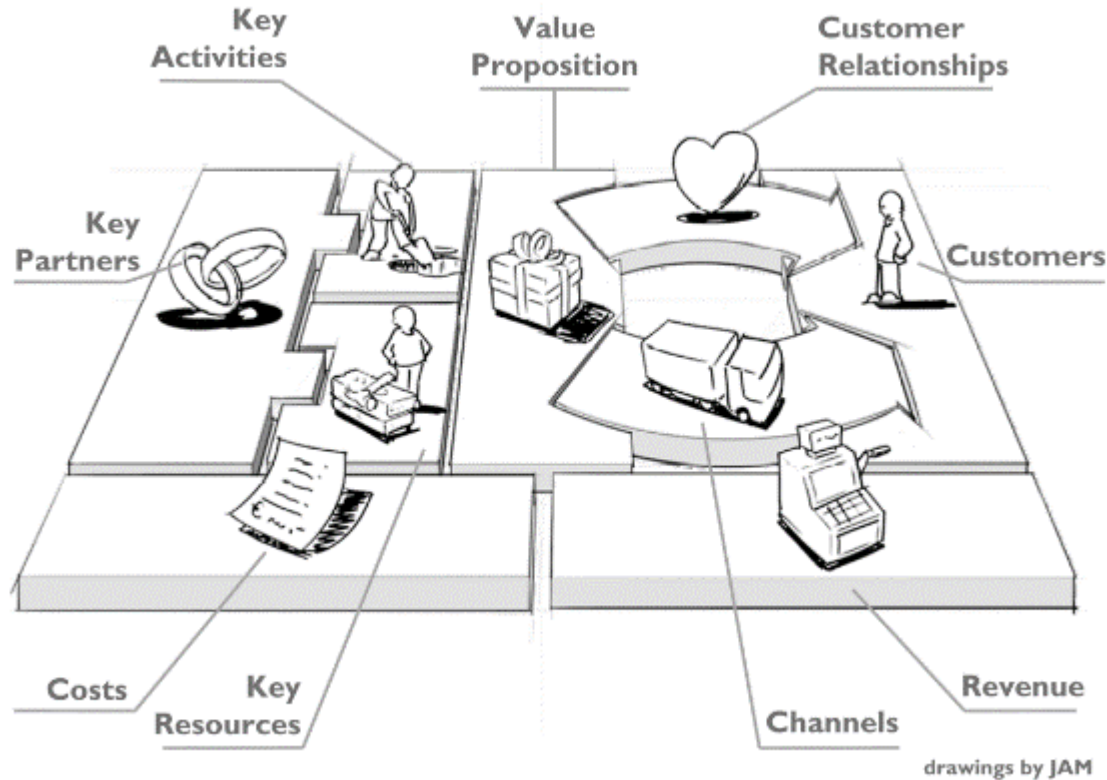 Key
Activities
Value
Proposition
Customer
Relationships
Key
Partners
Customers
Costs
Key
Resources
Channels
Revenue
drawings by JAM